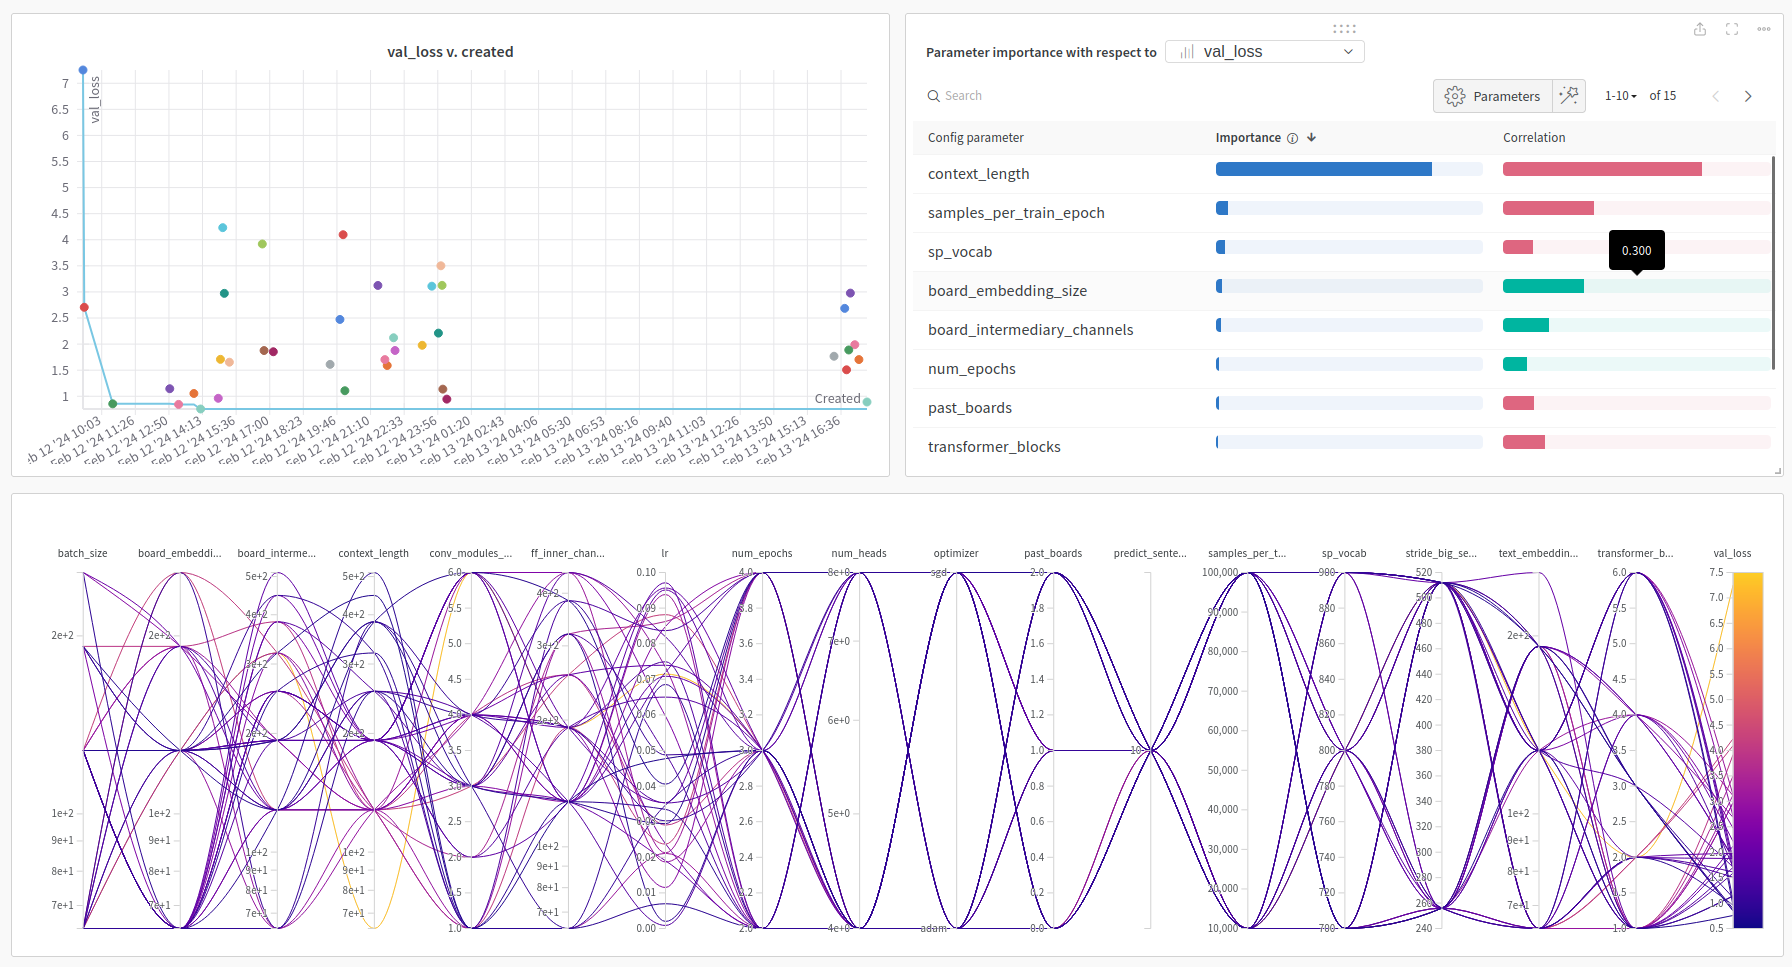 val_loss v. created
val_loss
7
6.5
6
5.5
5
4.5
4
3.5
3
2.5
2
1.5
1
Created
eb 12 '24 10:03
Feb 12 '24 11:26
Feb 12 '24 12:50
Feb 12 '24 14:13
Feb 12 '24 15:36
Feb 12 '24 17:00
Feb 12 '24 18:23
Feb 12 '24 19:46
Feb 12 '24 21:10
Feb 12 '24 22:33
Feb 12 '24 23:56
Feb 13 '24 01:20
Feb 13 '24 02:43
Feb 13 '24 04:06
Feb 13 '24 05:30
Feb 13 '24 06:53
Feb 13 '24 08:16
Feb 13 '24 09:40
Feb 13 '24 11:03
Feb 13 '24 12:26
Feb 13 '24 13:50
Feb 13 '24 15:13
Feb 13 '24 16:36
Parameter importance with respect to val_loss
Search Parameters 1-10 of 15
Config parameter Importance Correlation
context_length
samples_per_train_epoch
sp_vocab
0.300
board_embedding_size
board_intermediary_channels
num_epochs
past_boards
transformer_blocks
batch_size board_embeddi... board_interme... context_length conv_modules_... ff_inner_chan... lr num_epochs num_heads optimizer past_boards predict_sente... samples_per_t... sp_vocab stride_big_se... text_embeddin... transformer_b... val_loss
2e+2
1e+2
9e+1
8e+1
7e+1
2e+2
1e+2
9e+1
8e+1
7e+1
5e+2
4e+2
3e+2
2e+2
1e+2
9e+1
8e+1
7e+1
5e+2
4e+2
3e+2
2e+2
1e+2
9e+1
8e+1
7e+1
6.0
5.5
5.0
4.5
4.0
3.5
3.0
2.5
2.0
1.0
4e+2
3e+2
2e+2
1e+2
9e+1
8e+1
7e+1
0.10
0.09
0.08
0.07
0.06
0.05
0.04
0.03
0.02
0.01
0.00
4.0
3.8
3.6
3.4
3.2
3.0
2.8
2.6
2.4
2.2
2.0
8e+0
7e+0
6e+0
5e+0
4e+0
sgd
adam
2.0
1.8
1.6
1.4
1.2
1.0
0.8
0.6
0.4
0.2
0.0
10
100,000
90,000
80,000
70,000
60,000
50,000
40,000
30,000
20,000
10,000
900
880
860
840
820
800
780
760
740
720
700
520
500
480
460
440
420
400
380
360
340
320
300
280
260
240
2e+2
1e+2
9e+1
8e+1
7e+1
6.0
5.5
5.0
4.5
4.0
3.5
3.0
2.5
2.0
1.5
1.0
7.5
7.0
6.5
6.0
5.5
5.0
4.5
4.0
3.5
3.0
2.5
2.0
1.5
1.0
0.5